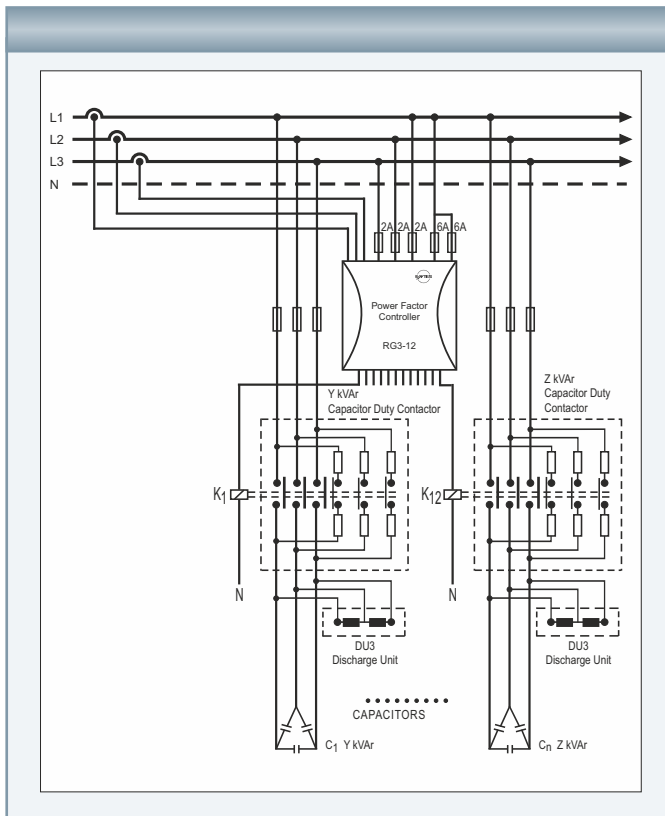 L1
L2
L3
N
2A 2A 2A 6A 6A
Power Factor
Controller
RG3-12
Y kVAr
Capacitor Duty Contactor
Z kVAr
Capacitor Duty
Contactor
K1
K12
N
N
DU3
Discharge Unit
DU3
Discharge Unit
CAPACITORS
C1 Y kVAr
Cn Z kVAr